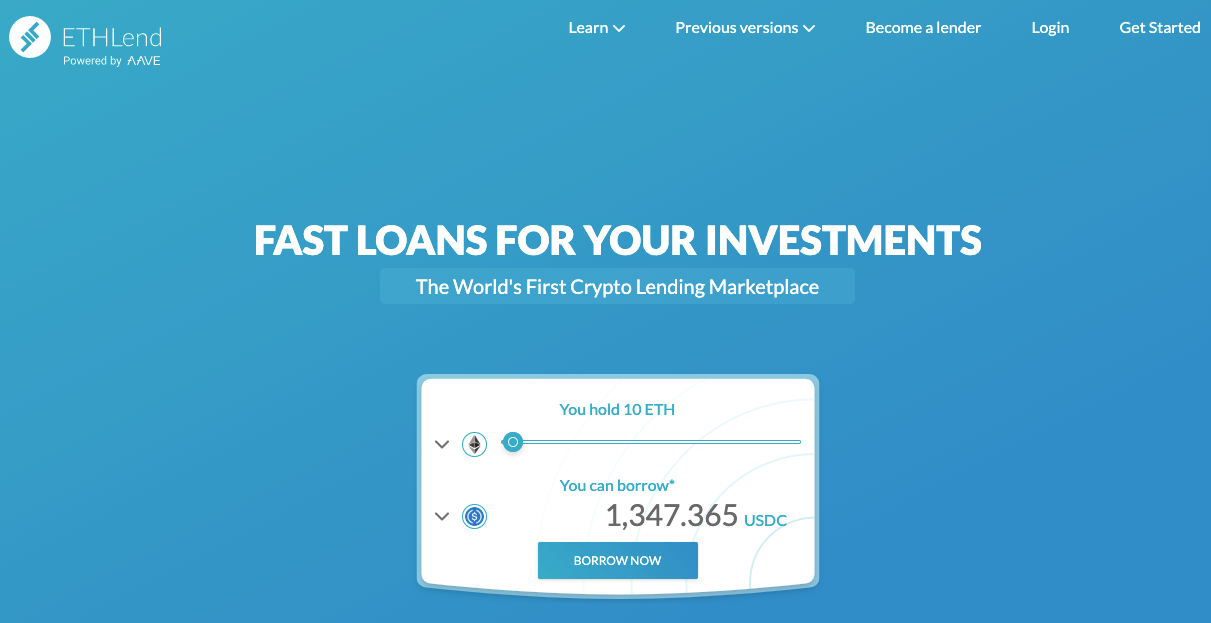 ETHLend
Powered by AAVE
Learn
Previous versions
Become a lender
Login
Get Started
FAST LOANS FOR YOUR INVESTMENTS
The World's First Crypto Lending Marketplace
You hold 10 ETH
You can borrow*
1,347.365 USDC
BORROW NOW